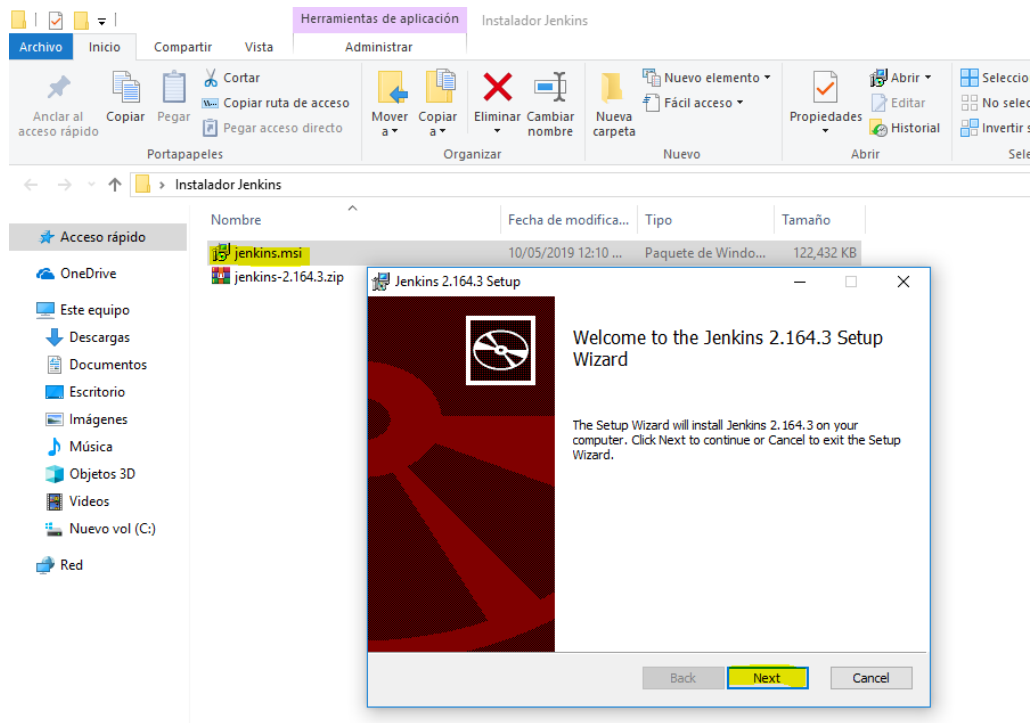 Herramientas de aplicación Instalador Jenkins
Archivo Inicio Compartir Vista Administrar
Anclar al acceso rápido
Copiar
Pegar
Cortar
Copiar ruta de acceso
Pegar acceso directo
Portapapeles
Mover a
Copiar a
Eliminar
Cambiar nombre
Organizar
Nueva carpeta
Nuevo elemento
Fácil acceso
Nuevo
Propiedades
Abrir
Editar
Historial
Abrir
Seleccio
No selec
Invertir s
Sele
Instalador Jenkins
Nombre Fecha de modifica... Tipo Tamaño
jenkins.msi 10/05/2019 12:10 ... Paquete de Windo... 122,432 KB
jenkins-2.164.3.zip
Acceso rápido
OneDrive
Este equipo
Descargas
Documentos
Escritorio
Imágenes
Música
Objetos 3D
Videos
Nuevo vol (C:)
Red
Jenkins 2.164.3 Setup
Welcome to the Jenkins 2.164.3 Setup
Wizard
The Setup Wizard will install Jenkins 2.164.3 on your
computer. Click Next to continue or Cancel to exit the Setup
Wizard.
Back Next Cancel